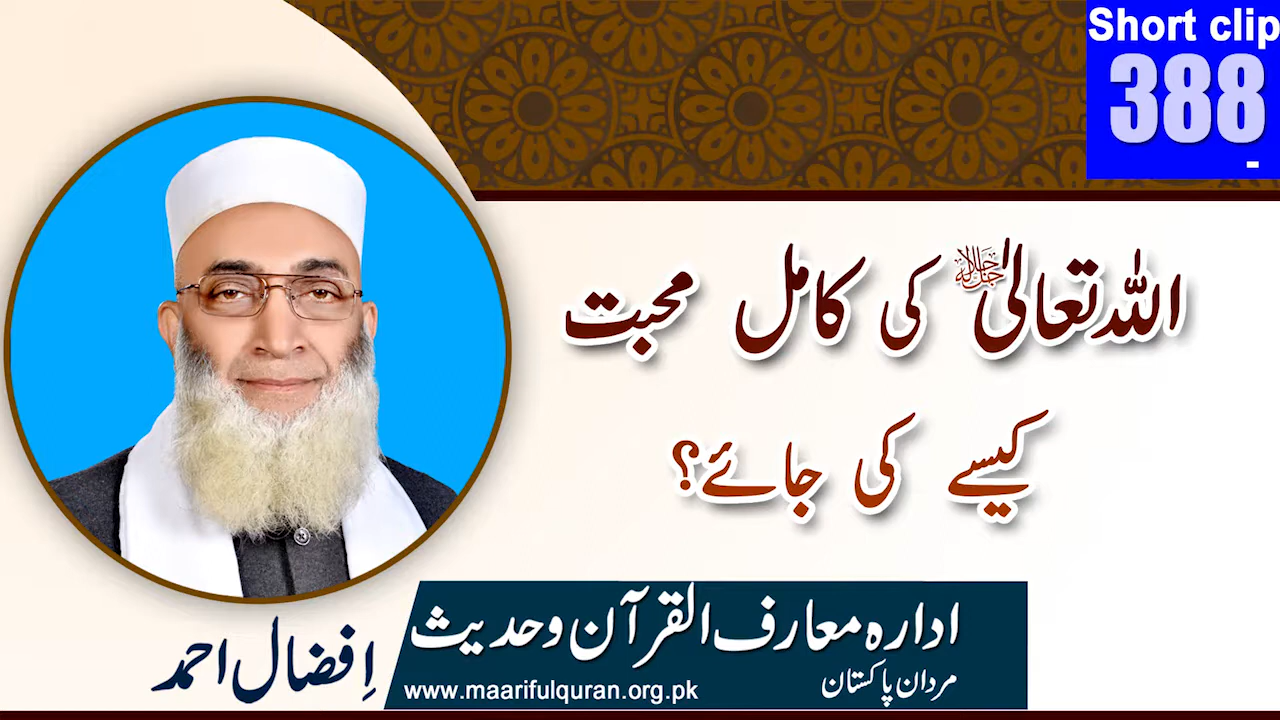 Short clip
388
-
اللہ تعالیٰ جل جلالہ کی کامل محبت
کیسے کی جائے؟
ادارہ معارف القرآن و حدیث
مردان پاکستان
www.maarifulquran.org.pk
اِفضال احمد